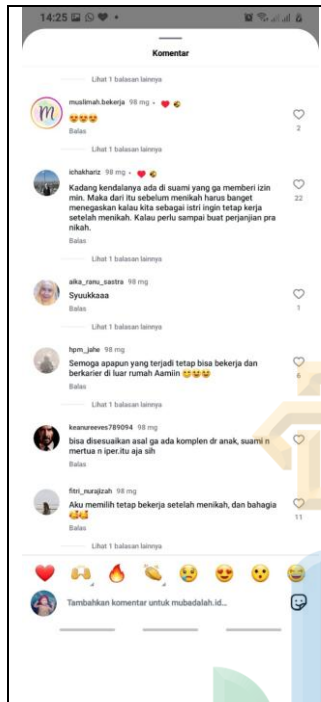 14:25
Komentar
Lihat 1 balasan lainnya
muslimah.bekerja 98 mg
2
Balas
Lihat 1 balasan lainnya
ichakhariz 98 mg
Kadang kendalanya ada di suami yang ga memberi izin
min. Maka dari itu sebelum menikah harus banget
menegaskan kalau kita sebagai istri ingin tetap kerja
setelah menikah. Kalau perlu sampai buat perjanjian pra
nikah.
22
Balas
Lihat 1 balasan lainnya
aika_ranu_sastra 98 mg
Syuukkaaa
1
Balas
Lihat 1 balasan lainnya
hpm_jahe 98 mg
Semoga apapun yang terjadi tetap bisa bekerja dan
berkarier di luar rumah Aamiin
6
Balas
Lihat 1 balasan lainnya
keanureeves789094 98 mg
bisa disesuaikan asal ga ada komplen dr anak, suami n
mertua n iper.itu aja sih
Balas
fitri_nurajizah 98 mg
Aku memilih tetap bekerja setelah menikah, dan bahagia
11
Balas
Lihat 1 balasan lainnya
Tambahkan komentar untuk mubadalah.id...